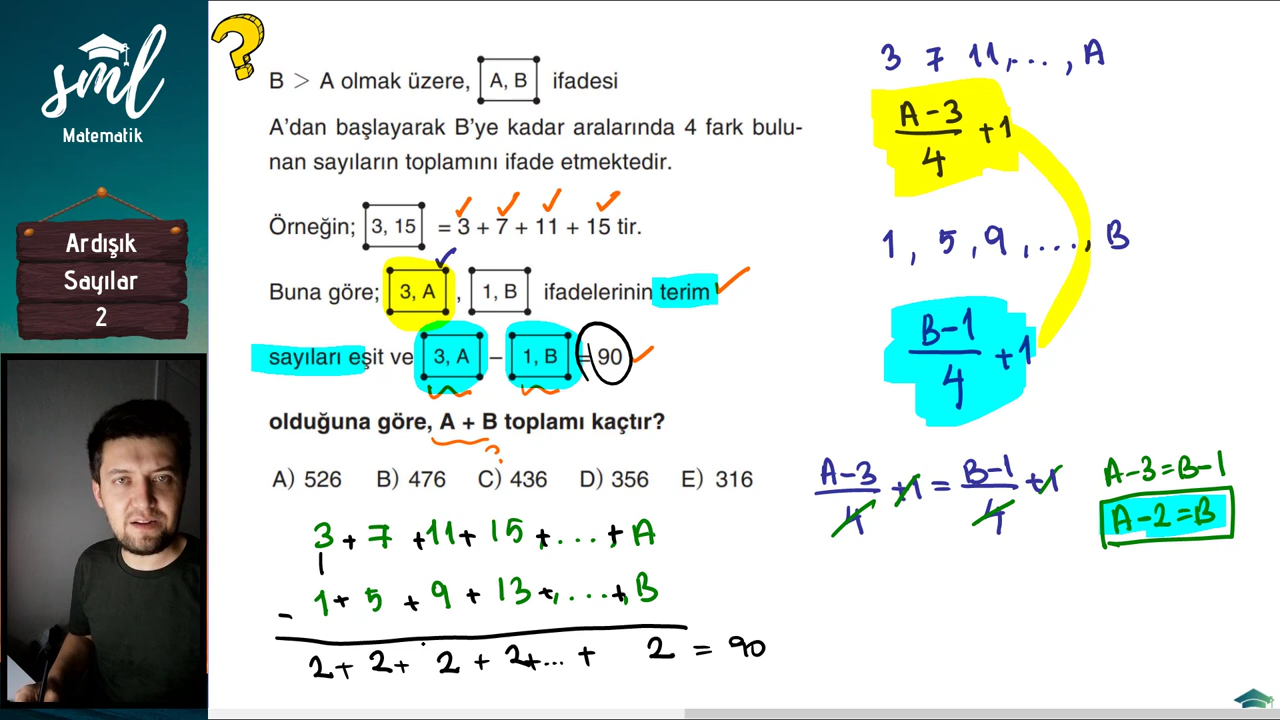 sml
Matematik
Ardışık
Sayılar
2
B > A olmak üzere, A, B ifadesi
A'dan başlayarak B'ye kadar aralarında 4 fark bulu-
nan sayıların toplamını ifade etmektedir.
Örneğin; 3, 15 = 3 + 7 + 11 + 15 tir.
Buna göre; 3, A , 1, B ifadelerinin terim
sayıları eşit ve 3, A – 1, B = 90
olduğuna göre, A + B toplamı kaçtır?
?
A) 526 B) 476 C) 436 D) 356 E) 316
3 + 7 + 11 + 15 + . . . + A
- 1 + 5 + 9 + 13 + . . . + B
2 + 2 + 2 + 2 + ... + 2 = 90
3 7 11, . . . , A
A-3/4 + 1
1, 5, 9, . . . , B
B-1/4 + 1
A-3/4 + 1 = B-1/4 + 1
A-3 = B-1
A-2 = B